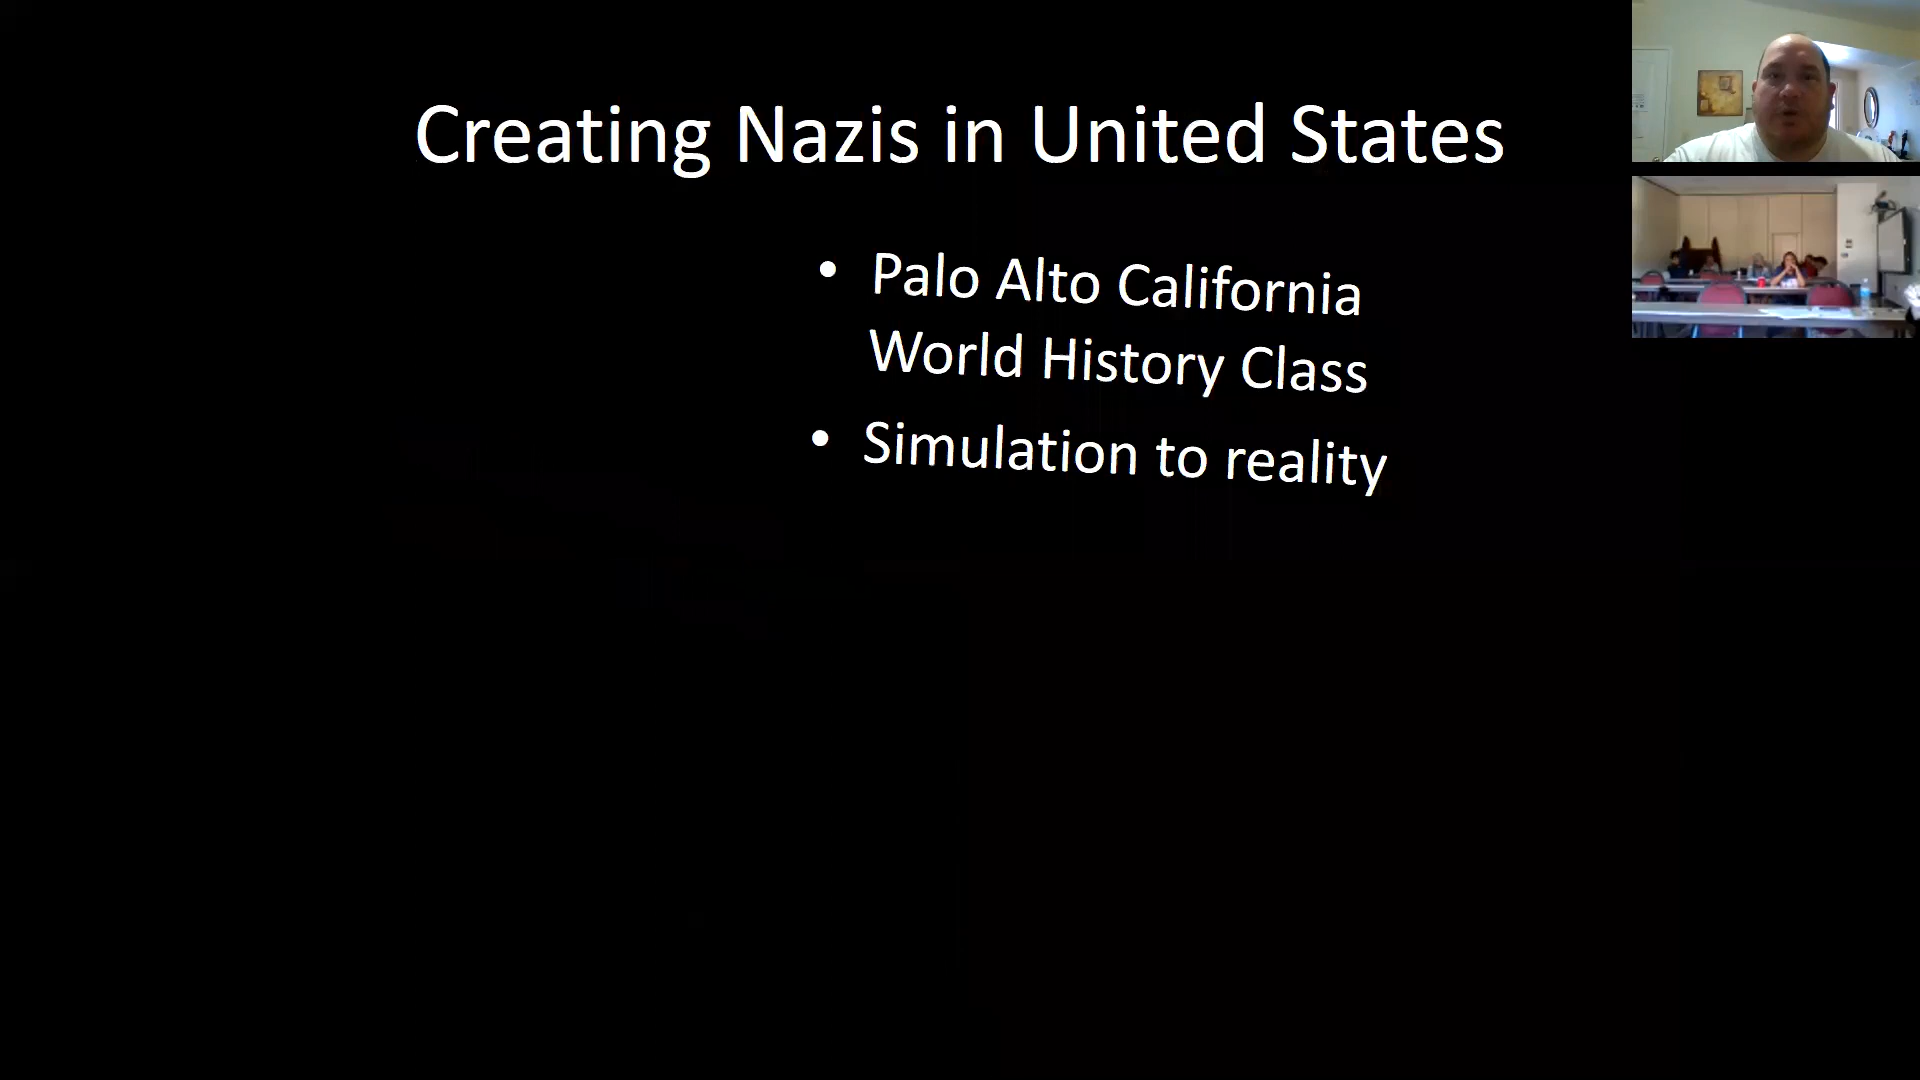 Creating Nazis in United States
• Palo Alto California
World History Class
• Simulation to reality